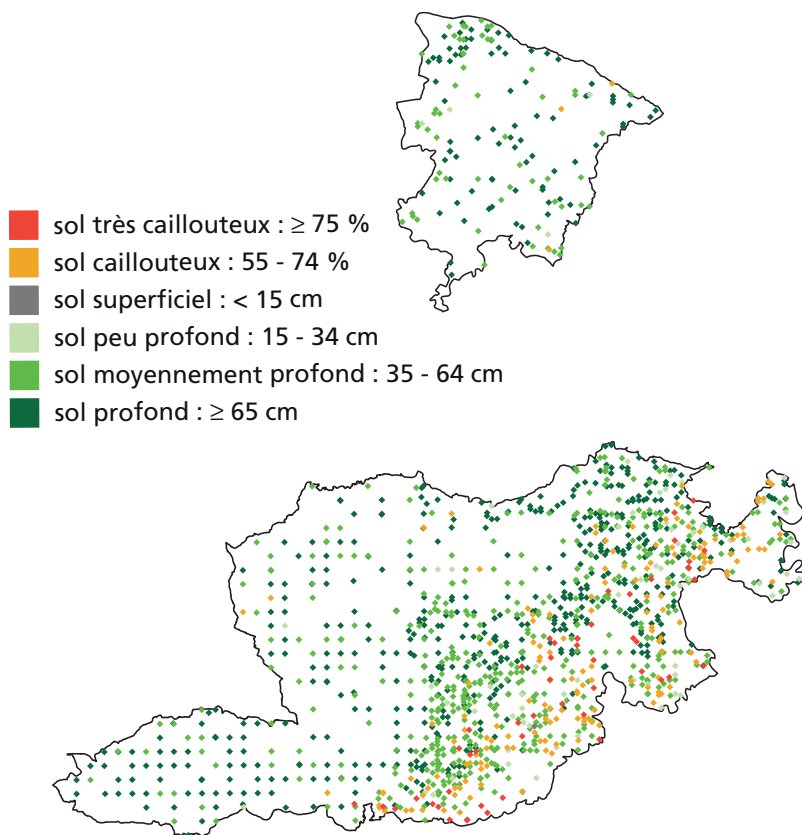 sol très caillouteux : ≥ 75 %
sol caillouteux : 55 - 74 %
sol superficiel : < 15 cm
sol peu profond : 15 - 34 cm
sol moyennement profond : 35 - 64 cm
sol profond : ≥ 65 cm